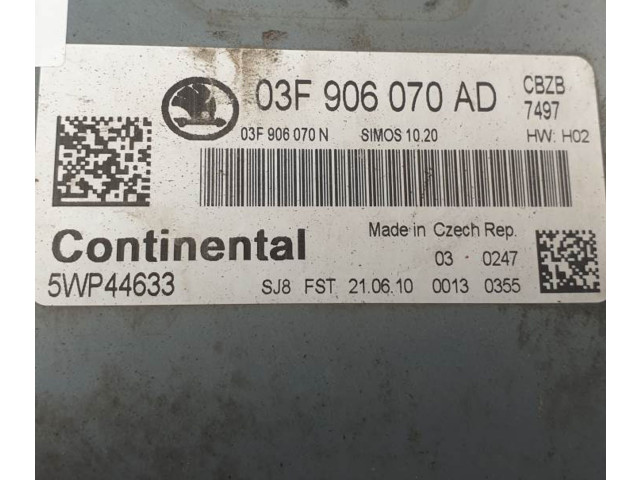 03F 906 070 AD
CBZB
7497
03F 906 070 N SIMOS 10.20 HW: H02
Continental
Made in Czech Rep.
03 0247
5WP44633 SJ8 FST 21.06.10 0013 0355